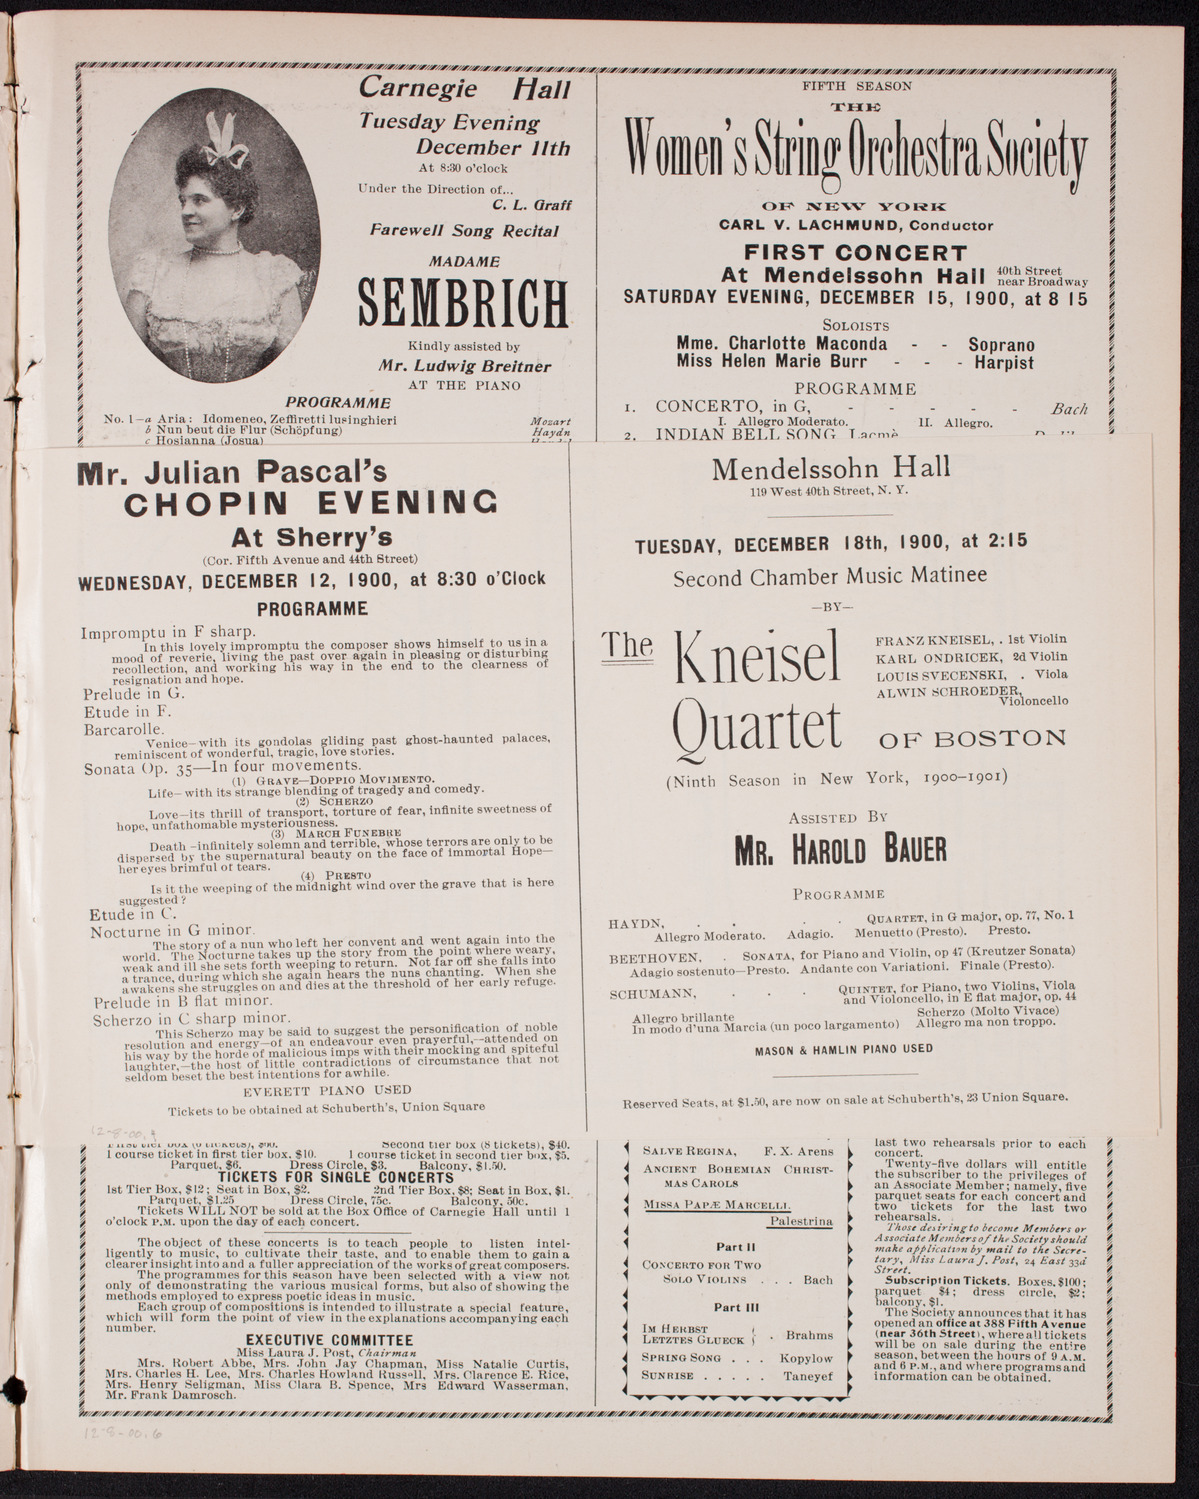 Carnegie Hall
Tuesday Evening
December 11th
At 8:30 o'clock
Under the Direction of...
C. L. Graff
Farewell Song Recital
MADAME
SEMBRICH
Kindly assisted by
Mr. Ludwig Breitner
AT THE PIANO
PROGRAMME
No. 1—a Aria: Idomeneo, Zeffiretti lusinghieri Mozart
b Nun beut die Flur (Schöpfung) Haydn
c Hosianna (Josua)
FIFTH SEASON
THE
Women's String Orchestra Society
OF NEW YORK
CARL V. LACHMUND, Conductor
FIRST CONCERT
At Mendelssohn Hall 40th Street near Broadway
SATURDAY EVENING, DECEMBER 15, 1900, at 8 15
SOLOISTS
Mme. Charlotte Maconda - - Soprano
Miss Helen Marie Burr - - - Harpist
PROGRAMME
1. CONCERTO, in G, - - - - - Bach
I. Allegro Moderato. II. Allegro.
2. INDIAN BELL SONG, Lacmè
Mr. Julian Pascal's
CHOPIN EVENING
At Sherry's
(Cor. Fifth Avenue and 44th Street)
WEDNESDAY, DECEMBER 12, 1900, at 8:30 o'Clock
PROGRAMME
Impromptu in F sharp.
In this lovely impromptu the composer shows himself to us in a
mood of reverie, living the past over again in pleasing or disturbing
recollection, and working his way in the end to the clearness of
resignation and hope.
Prelude in G.
Etude in F.
Barcarolle.
Venice—with its gondolas gliding past ghost-haunted palaces,
reminiscent of wonderful, tragic, love stories.
Sonata Op. 35—In four movements.
(1) GRAVE—DOPPIO MOVIMENTO.
Life—with its strange blending of tragedy and comedy.
(2) SCHERZO
Love—its thrill of transport, torture of fear, infinite sweetness of
hope, unfathomable mysteriousness.
(3) MARCH FUNEBRE
Death—infinitely solemn and terrible, whose terrors are only to be
dispersed by the supernatural beauty on the face of immortal Hope—
her eyes brimful of tears.
(4) PRESTO
Is it the weeping of the midnight wind over the grave that is here
suggested?
Etude in C.
Nocturne in G minor.
The story of a nun who left her convent and went again into the
world. The Nocturne takes up the story from the point where weary,
weak and ill she sets forth weeping to return. Not far off she falls into
a trance, during which she again hears the nuns chanting. When she
awakens she struggles on and dies at the threshold of her early refuge.
Prelude in B flat minor.
Scherzo in C sharp minor.
This Scherzo may be said to suggest the personification of noble
resolution and energy—of an endeavour even prayerful,—attended on
his way by the horde of malicious imps with their mocking and spiteful
laughter,—the host of little contradictions of circumstance that not
seldom beset the best intentions for awhile.
EVERETT PIANO USED
Tickets to be obtained at Schuberth's, Union Square
12-8-00,
Mendelssohn Hall
119 West 40th Street, N. Y.
TUESDAY, DECEMBER 18th, 1900, at 2:15
Second Chamber Music Matinee
—BY—
The Kneisel Quartet OF BOSTON
FRANZ KNEISEL, . 1st Violin
KARL ONDRICEK, 2d Violin
LOUIS SVECENSKI, . Viola
ALWIN SCHROEDER, Violoncello
(Ninth Season in New York, 1900–1901)
ASSISTED BY
MR. HAROLD BAUER
PROGRAMME
HAYDN, . . . . QUARTET, in G major, op. 77, No. 1
Allegro Moderato. Adagio. Menuetto (Presto). Presto.
BEETHOVEN, . SONATA, for Piano and Violin, op 47 (Kreutzer Sonata)
Adagio sostenuto—Presto. Andante con Variationi. Finale (Presto).
SCHUMANN, . . . QUINTET, for Piano, two Violins, Viola
and Violoncello, in E flat major, op. 44
Allegro brillante Scherzo (Molto Vivace)
In modo d'una Marcia (un poco largamento) Allegro ma non troppo.
MASON & HAMLIN PIANO USED
Reserved Seats, at $1.50, are now on sale at Schuberth's, 23 Union Square.
First tier box (6 tickets), $60. Second tier box (8 tickets), $40.
1 course ticket in first tier box, $10. 1 course ticket in second tier box, $5.
Parquet, $6. Dress Circle, $3. Balcony, $1.50.
TICKETS FOR SINGLE CONCERTS
1st Tier Box, $12; Seat in Box, $2. 2nd Tier Box, $8; Seat in Box, $1.
Parquet, $1.25 Dress Circle, 75c. Balcony, 50c.
Tickets WILL NOT be sold at the Box Office of Carnegie Hall until 1
o'clock P.M. upon the day of each concert.
The object of these concerts is to teach people to listen intel-
ligently to music, to cultivate their taste, and to enable them to gain a
clearer insight into and a fuller appreciation of the works of great composers.
The programmes for this season have been selected with a view not
only of demonstrating the various musical forms, but also of showing the
methods employed to express poetic ideas in music.
Each group of compositions is intended to illustrate a special feature,
which will form the point of view in the explanations accompanying each
number.
EXECUTIVE COMMITTEE
Miss Laura J. Post, Chairman
Mrs. Robert Abbe, Mrs. John Jay Chapman, Miss Natalie Curtis,
Mrs. Charles H. Lee, Mrs. Charles Howland Russell, Mrs. Clarence E. Rice,
Mrs. Henry Seligman, Miss Clara B. Spence, Mrs Edward Wasserman,
Mr. Frank Damrosch.
12-8-00,6
SALVE REGINA, F. X. Arens
ANCIENT BOHEMIAN CHRIST-
MAS CAROLS
MISSA PAPÆ MARCELLI.
Palestrina
Part II
CONCERTO FOR TWO
SOLO VIOLINS . . . Bach
Part III
IM HERBST
LETZTES GLUECK } . Brahms
SPRING SONG . . . Kopylow
SUNRISE . . . . . Taneyef
last two rehearsals prior to each
concert.
Twenty-five dollars will entitle
the subscriber to the privileges of
an Associate Member; namely, five
parquet seats for each concert and
two tickets for the last two
rehearsals.
Those desiring to become Members or
Associate Members of the Society should
make application by mail to the Secre-
tary, Miss Laura J. Post, 24 East 33d
Street.
Subscription Tickets. Boxes, $100;
parquet $4; dress circle, $2;
balcony, $1.
The Society announces that it has
opened an office at 388 Fifth Avenue
(near 36th Street), where all tickets
will be on sale during the entire
season, between the hours of 9 A.M.
and 6 P.M., and where programs and
information can be obtained.